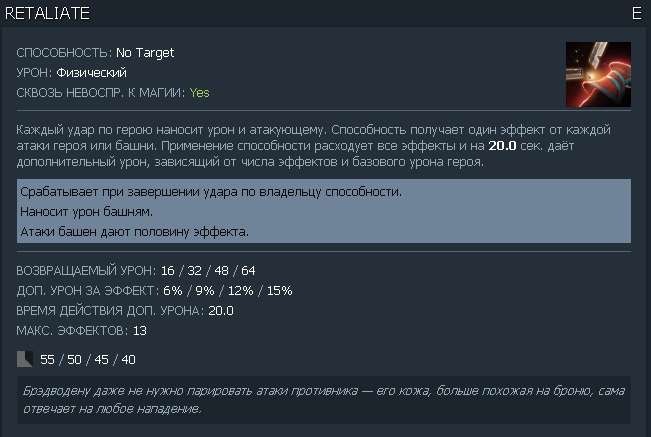 RETALIATE E
СПОСОБНОСТЬ: No Target
УРОН: Физический
СКВОЗЬ НЕВОСПР. К МАГИИ: Yes
Каждый удар по герою наносит урон и атакующему. Способность получает один эффект от каждой
атаки героя или башни. Применение способности расходует все эффекты и на 20.0 сек. даёт
дополнительный урон, зависящий от числа эффектов и базового урона героя.
Срабатывает при завершении удара по владельцу способности.
Наносит урон башням.
Атаки башен дают половину эффекта.
ВОЗВРАЩАЕМЫЙ УРОН: 16 / 32 / 48 / 64
ДОП. УРОН ЗА ЭФФЕКТ: 6% / 9% / 12% / 15%
ВРЕМЯ ДЕЙСТВИЯ ДОП. УРОНА: 20.0
МАКС. ЭФФЕКТОВ: 13
55 / 50 / 45 / 40
Брэдводену даже не нужно парировать атаки противника — его кожа, больше похожая на броню, сама
отвечает на любое нападение.